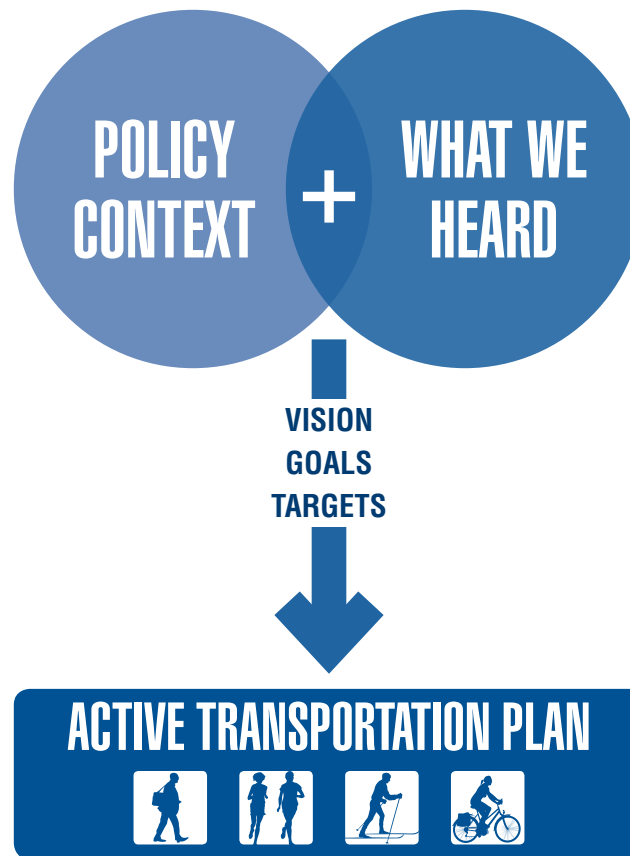 POLICY
CONTEXT
+
WHAT WE
HEARD
VISION
GOALS
TARGETS
ACTIVE TRANSPORTATION PLAN